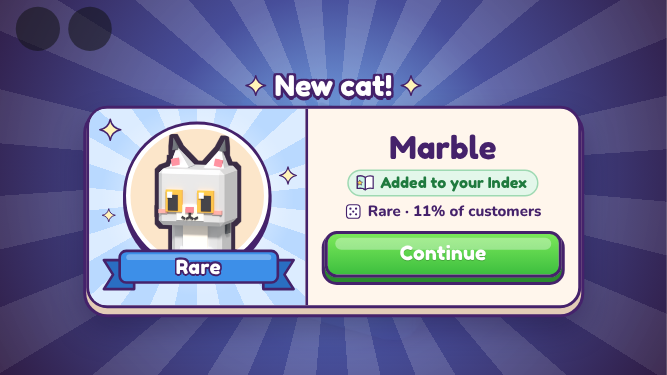 New cat!
Marble
Added to your Index
Rare · 11% of customers
Rare
Continue